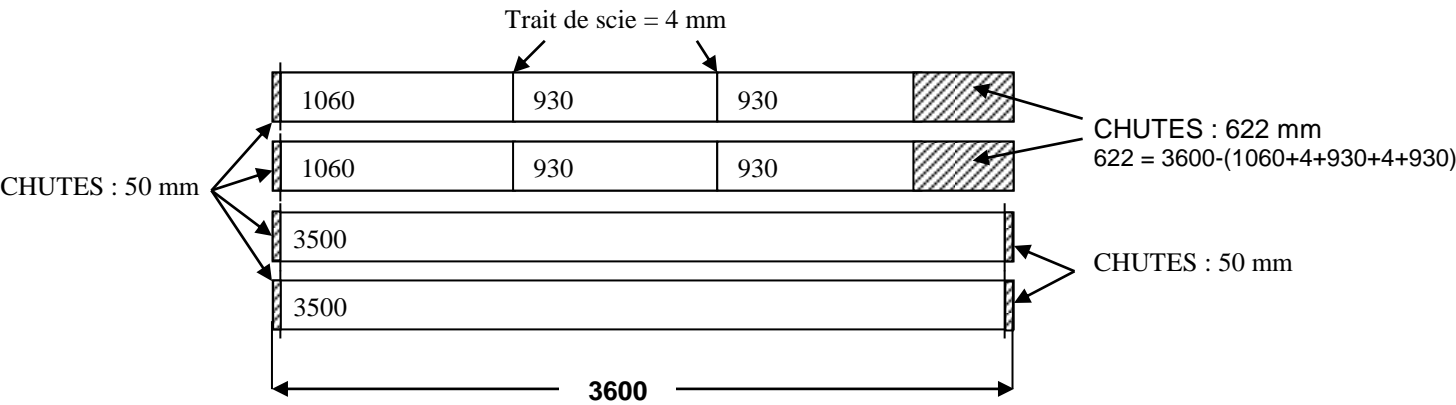 Trait de scie = 4 mm
1060 930 930
CHUTES : 622 mm
622 = 3600-(1060+4+930+4+930)
1060 930 930
CHUTES : 50 mm
3500
CHUTES : 50 mm
3500
3600